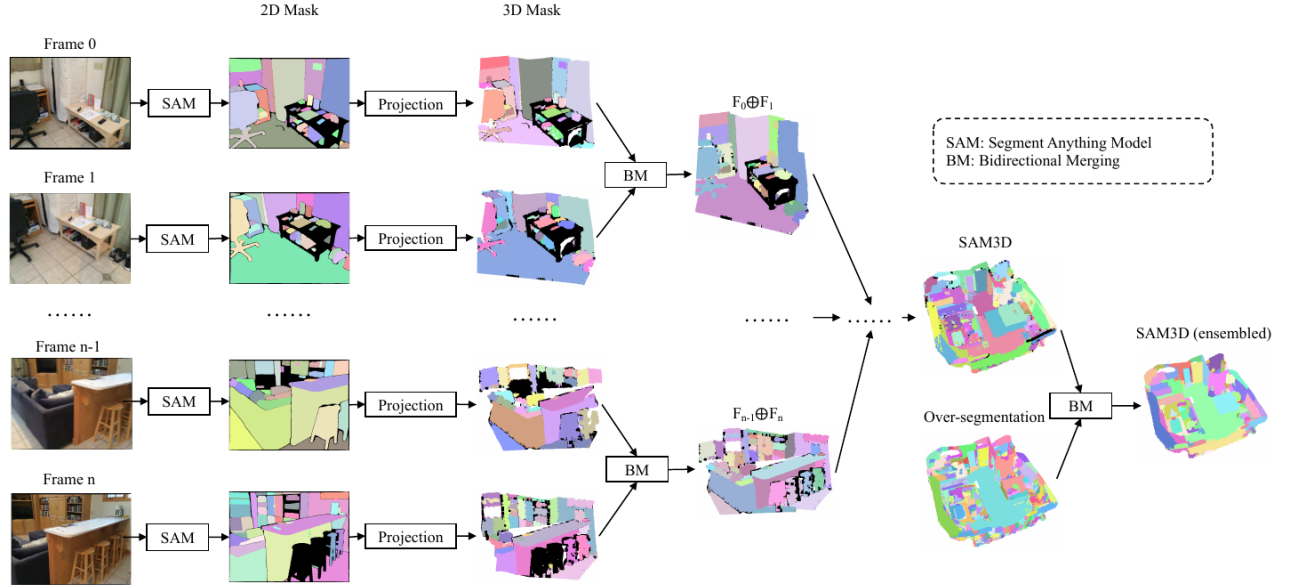 2D Mask
3D Mask
Frame 0
SAM
Projection
F₀⊕F₁
BM
SAM: Segment Anything Model
BM: Bidirectional Merging
Frame 1
SAM
Projection
SAM3D
......
......
......
......
......
SAM3D (ensembled)
Frame n-1
SAM
Projection
Fₙ₋₁⊕Fₙ
Over-segmentation
BM
BM
Frame n
SAM
Projection